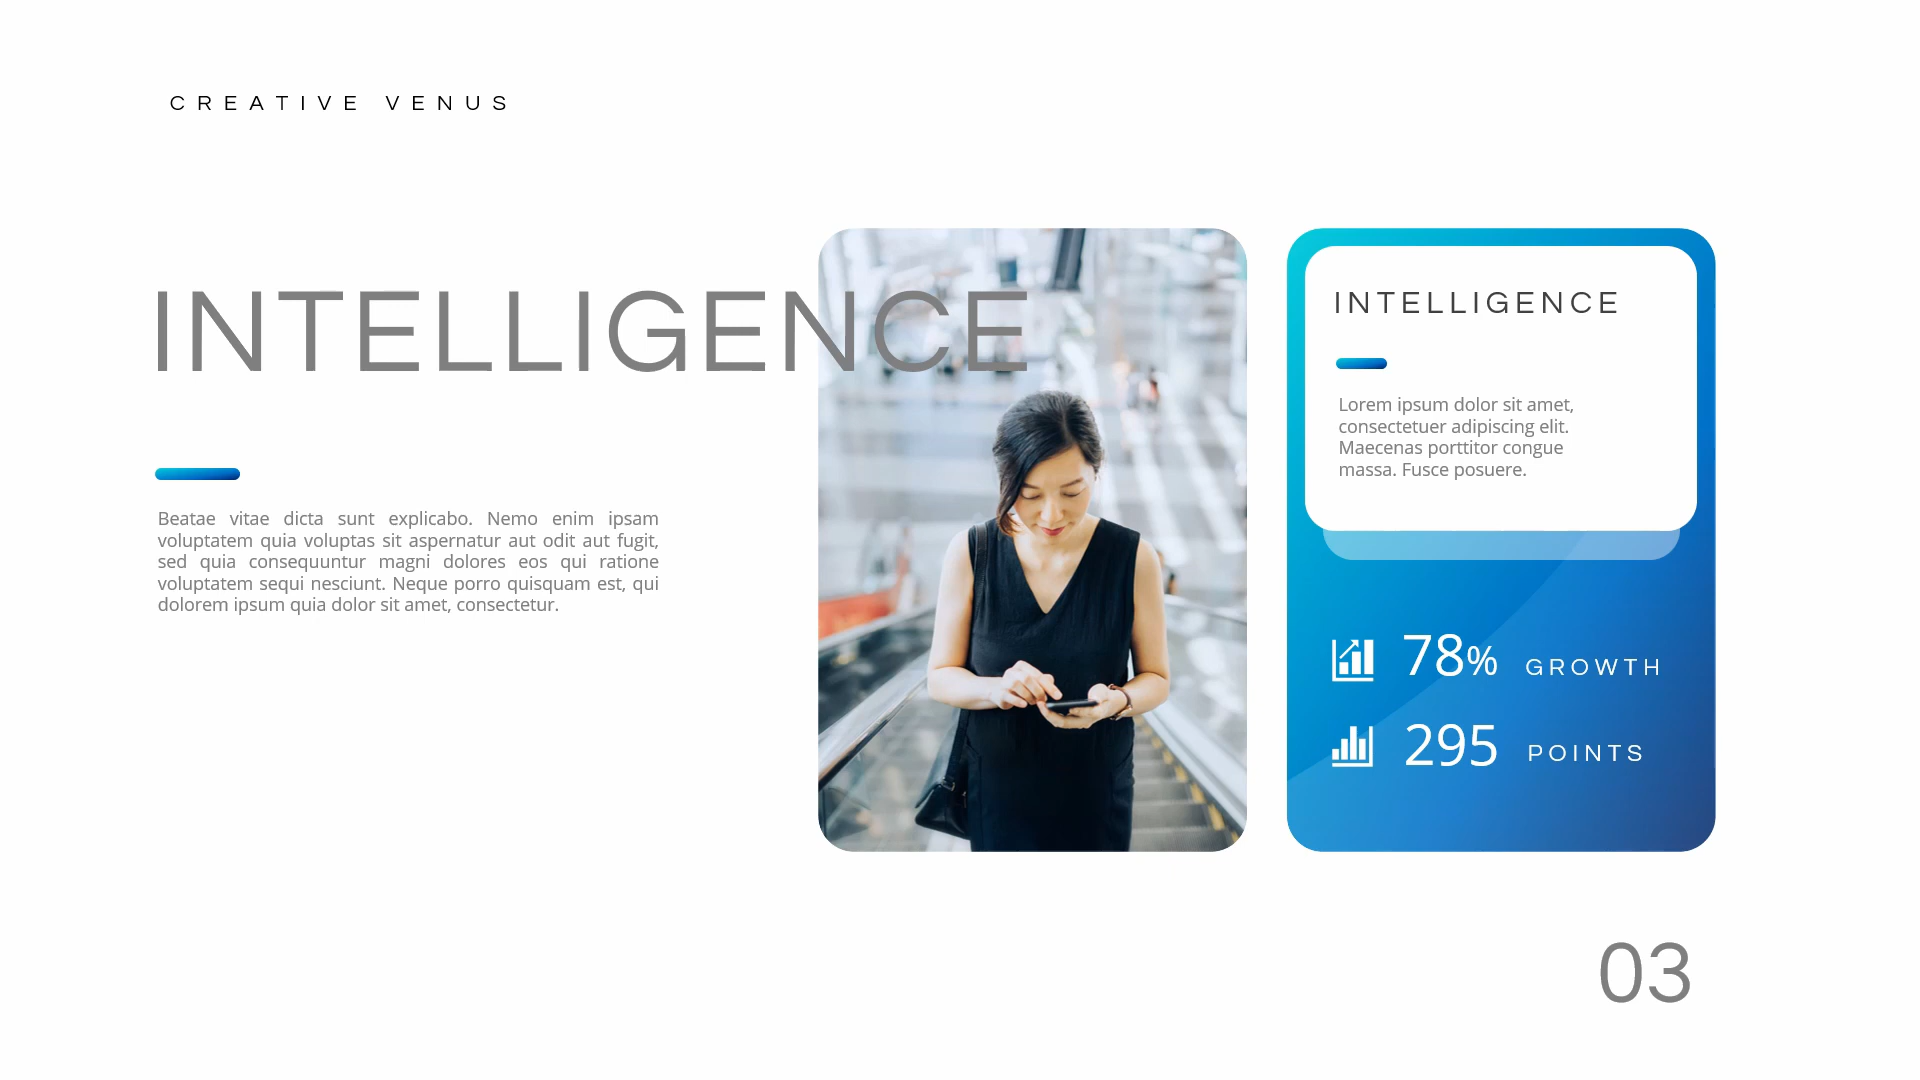 CREATIVE VENUS
INTELLIGENCE
Beatae vitae dicta sunt explicabo. Nemo enim ipsam
voluptatem quia voluptas sit aspernatur aut odit aut fugit,
sed quia consequuntur magni dolores eos qui ratione
voluptatem sequi nesciunt. Neque porro quisquam est, qui
dolorem ipsum quia dolor sit amet, consectetur.
INTELLIGENCE
Lorem ipsum dolor sit amet,
consectetuer adipiscing elit.
Maecenas porttitor congue
massa. Fusce posuere.
78% GROWTH
295 POINTS
03